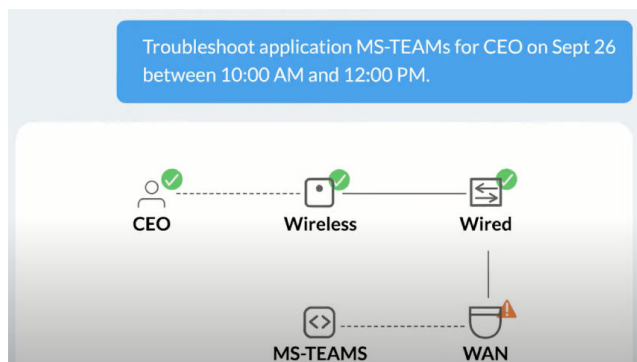 Troubleshoot application MS-TEAMs for CEO on Sept 26
between 10:00 AM and 12:00 PM.
CEO
Wireless
Wired
MS-TEAMS
WAN